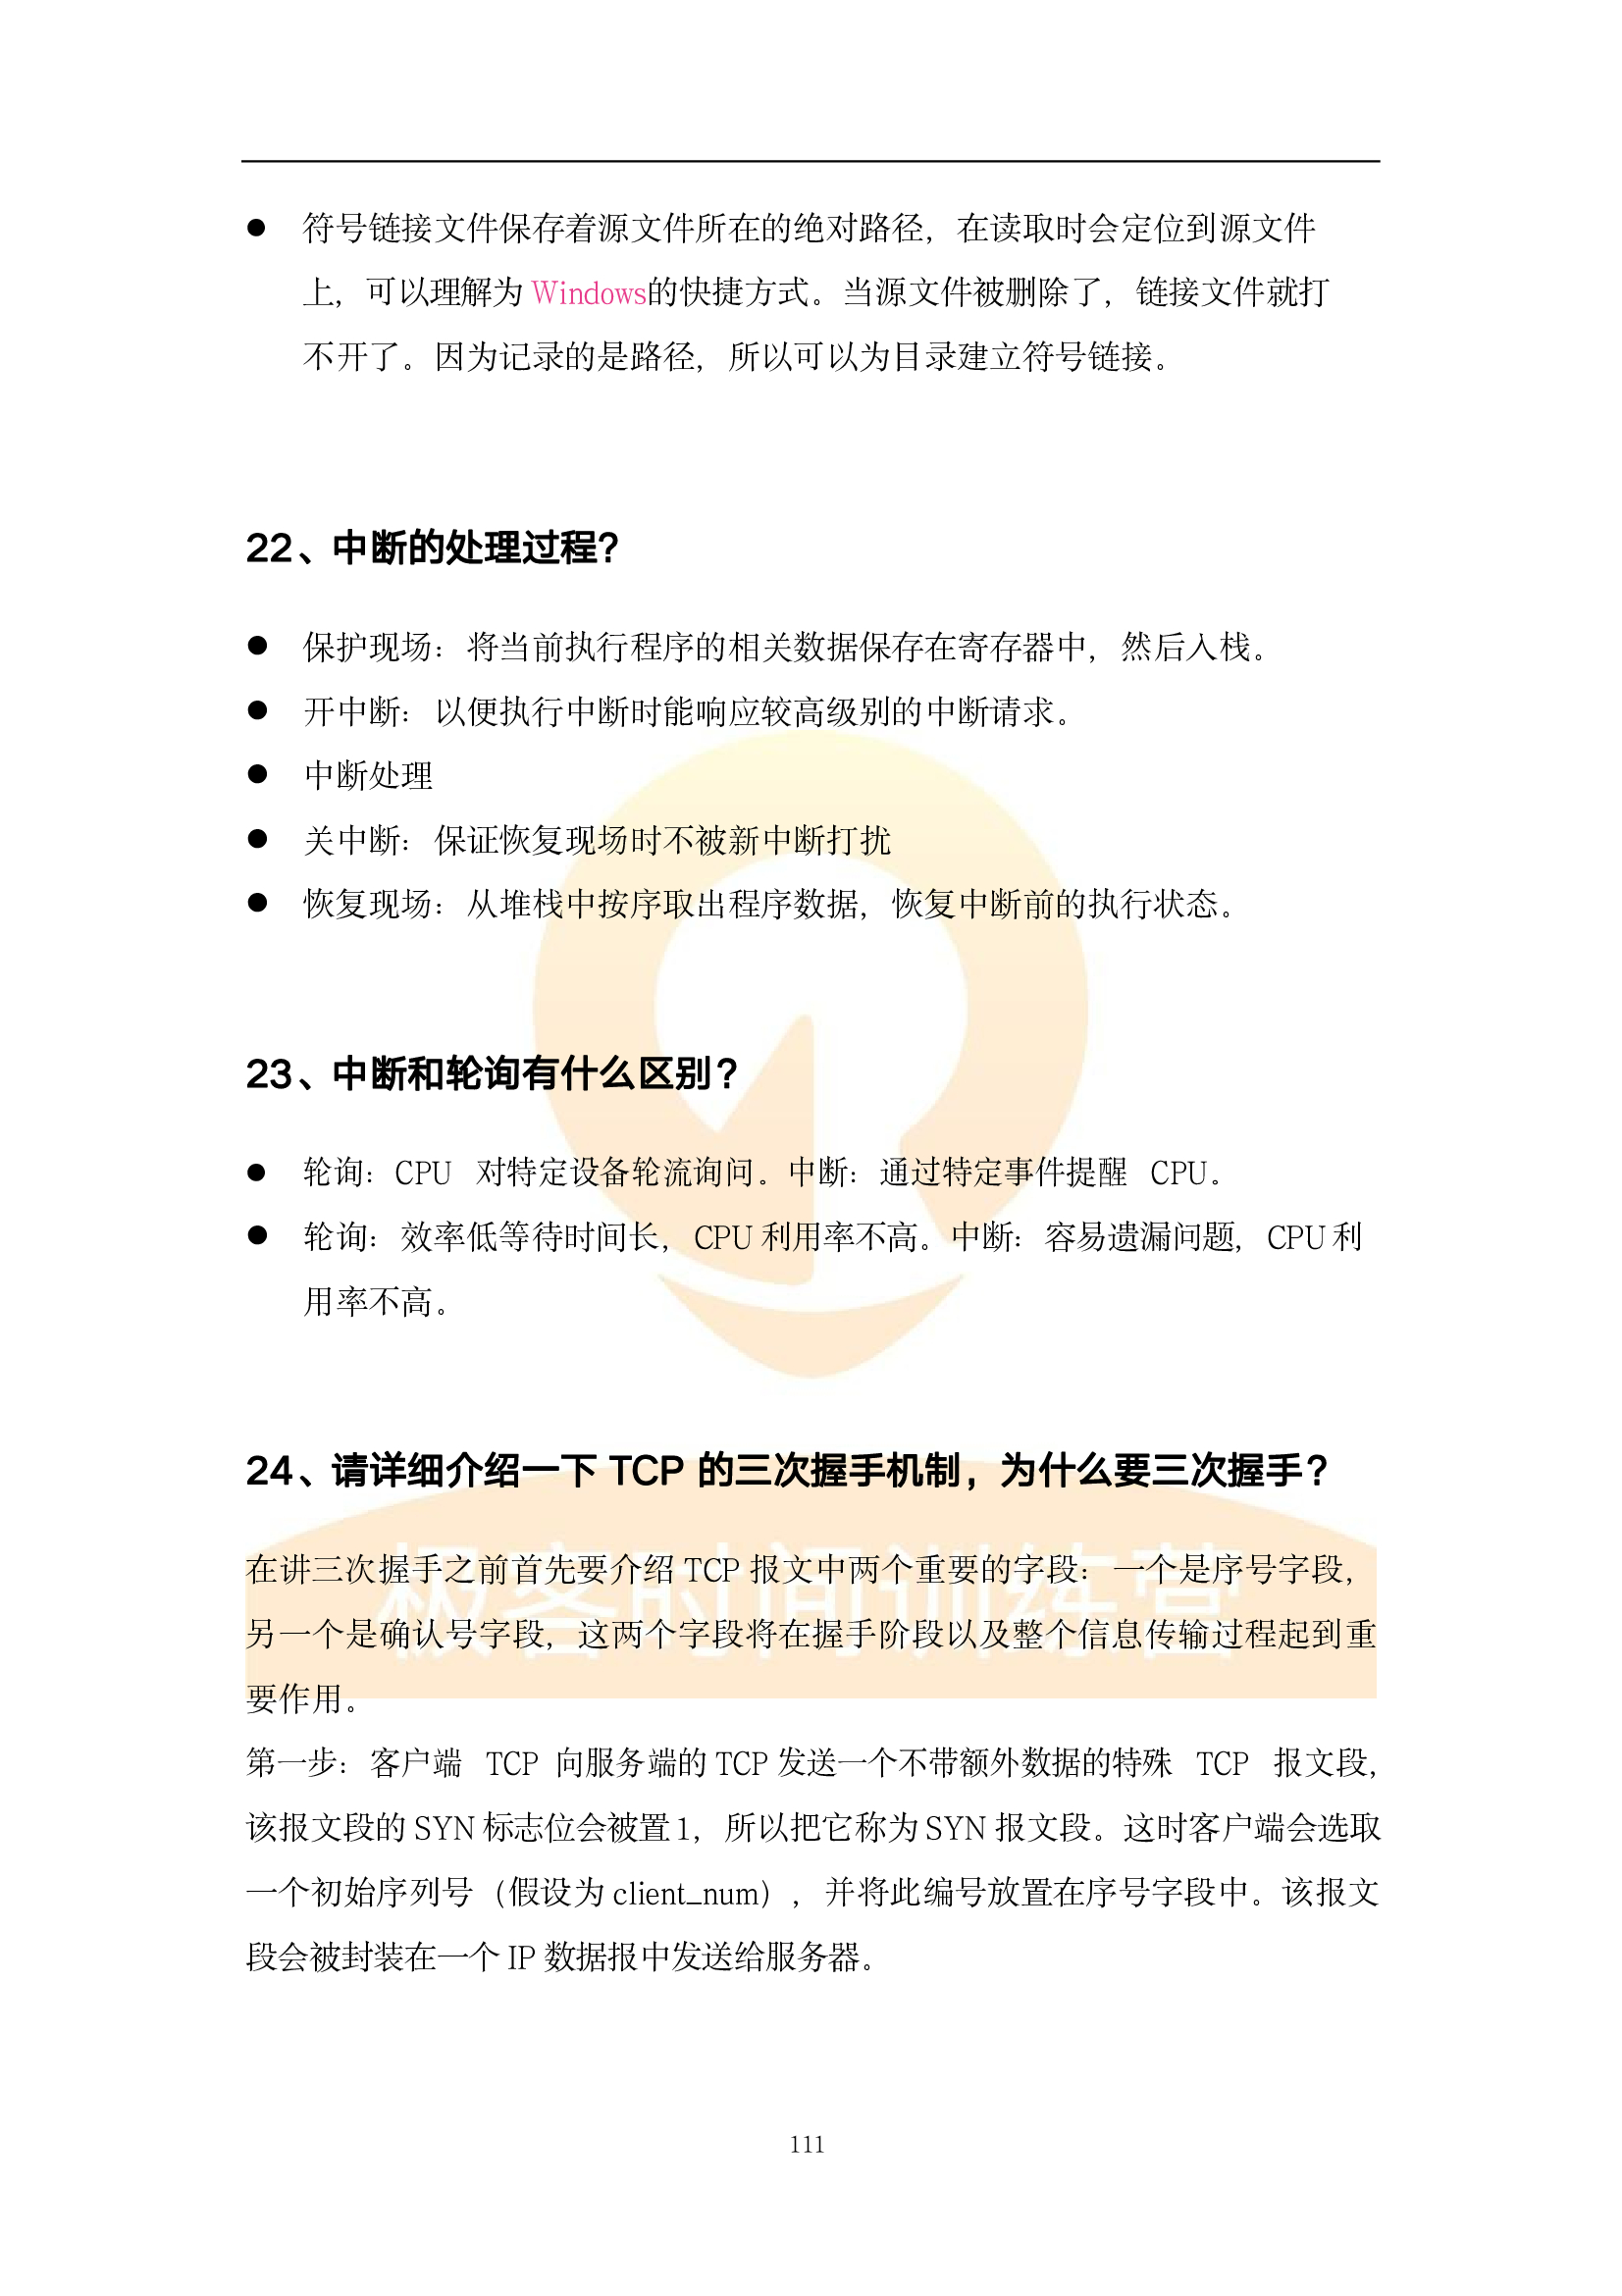 ● 符号链接文件保存着源文件所在的绝对路径，在读取时会定位到源文件
上，可以理解为 Windows的快捷方式。当源文件被删除了，链接文件就打
不开了。因为记录的是路径，所以可以为目录建立符号链接。
22、中断的处理过程？
● 保护现场：将当前执行程序的相关数据保存在寄存器中，然后入栈。
● 开中断：以便执行中断时能响应较高级别的中断请求。
● 中断处理
● 关中断：保证恢复现场时不被新中断打扰
● 恢复现场：从堆栈中按序取出程序数据，恢复中断前的执行状态。
23、中断和轮询有什么区别？
● 轮询：CPU 对特定设备轮流询问。中断：通过特定事件提醒 CPU。
● 轮询：效率低等待时间长，CPU 利用率不高。中断：容易遗漏问题，CPU 利
用率不高。
24、请详细介绍一下 TCP 的三次握手机制，为什么要三次握手？
极客时间训练营
在讲三次握手之前首先要介绍 TCP 报文中两个重要的字段：一个是序号字段，
另一个是确认号字段，这两个字段将在握手阶段以及整个信息传输过程起到重
要作用。
第一步：客户端 TCP 向服务端的 TCP 发送一个不带额外数据的特殊 TCP 报文段，
该报文段的 SYN 标志位会被置 1，所以把它称为 SYN 报文段。这时客户端会选取
一个初始序列号（假设为 client_num），并将此编号放置在序号字段中。该报文
段会被封装在一个 IP 数据报中发送给服务器。
111